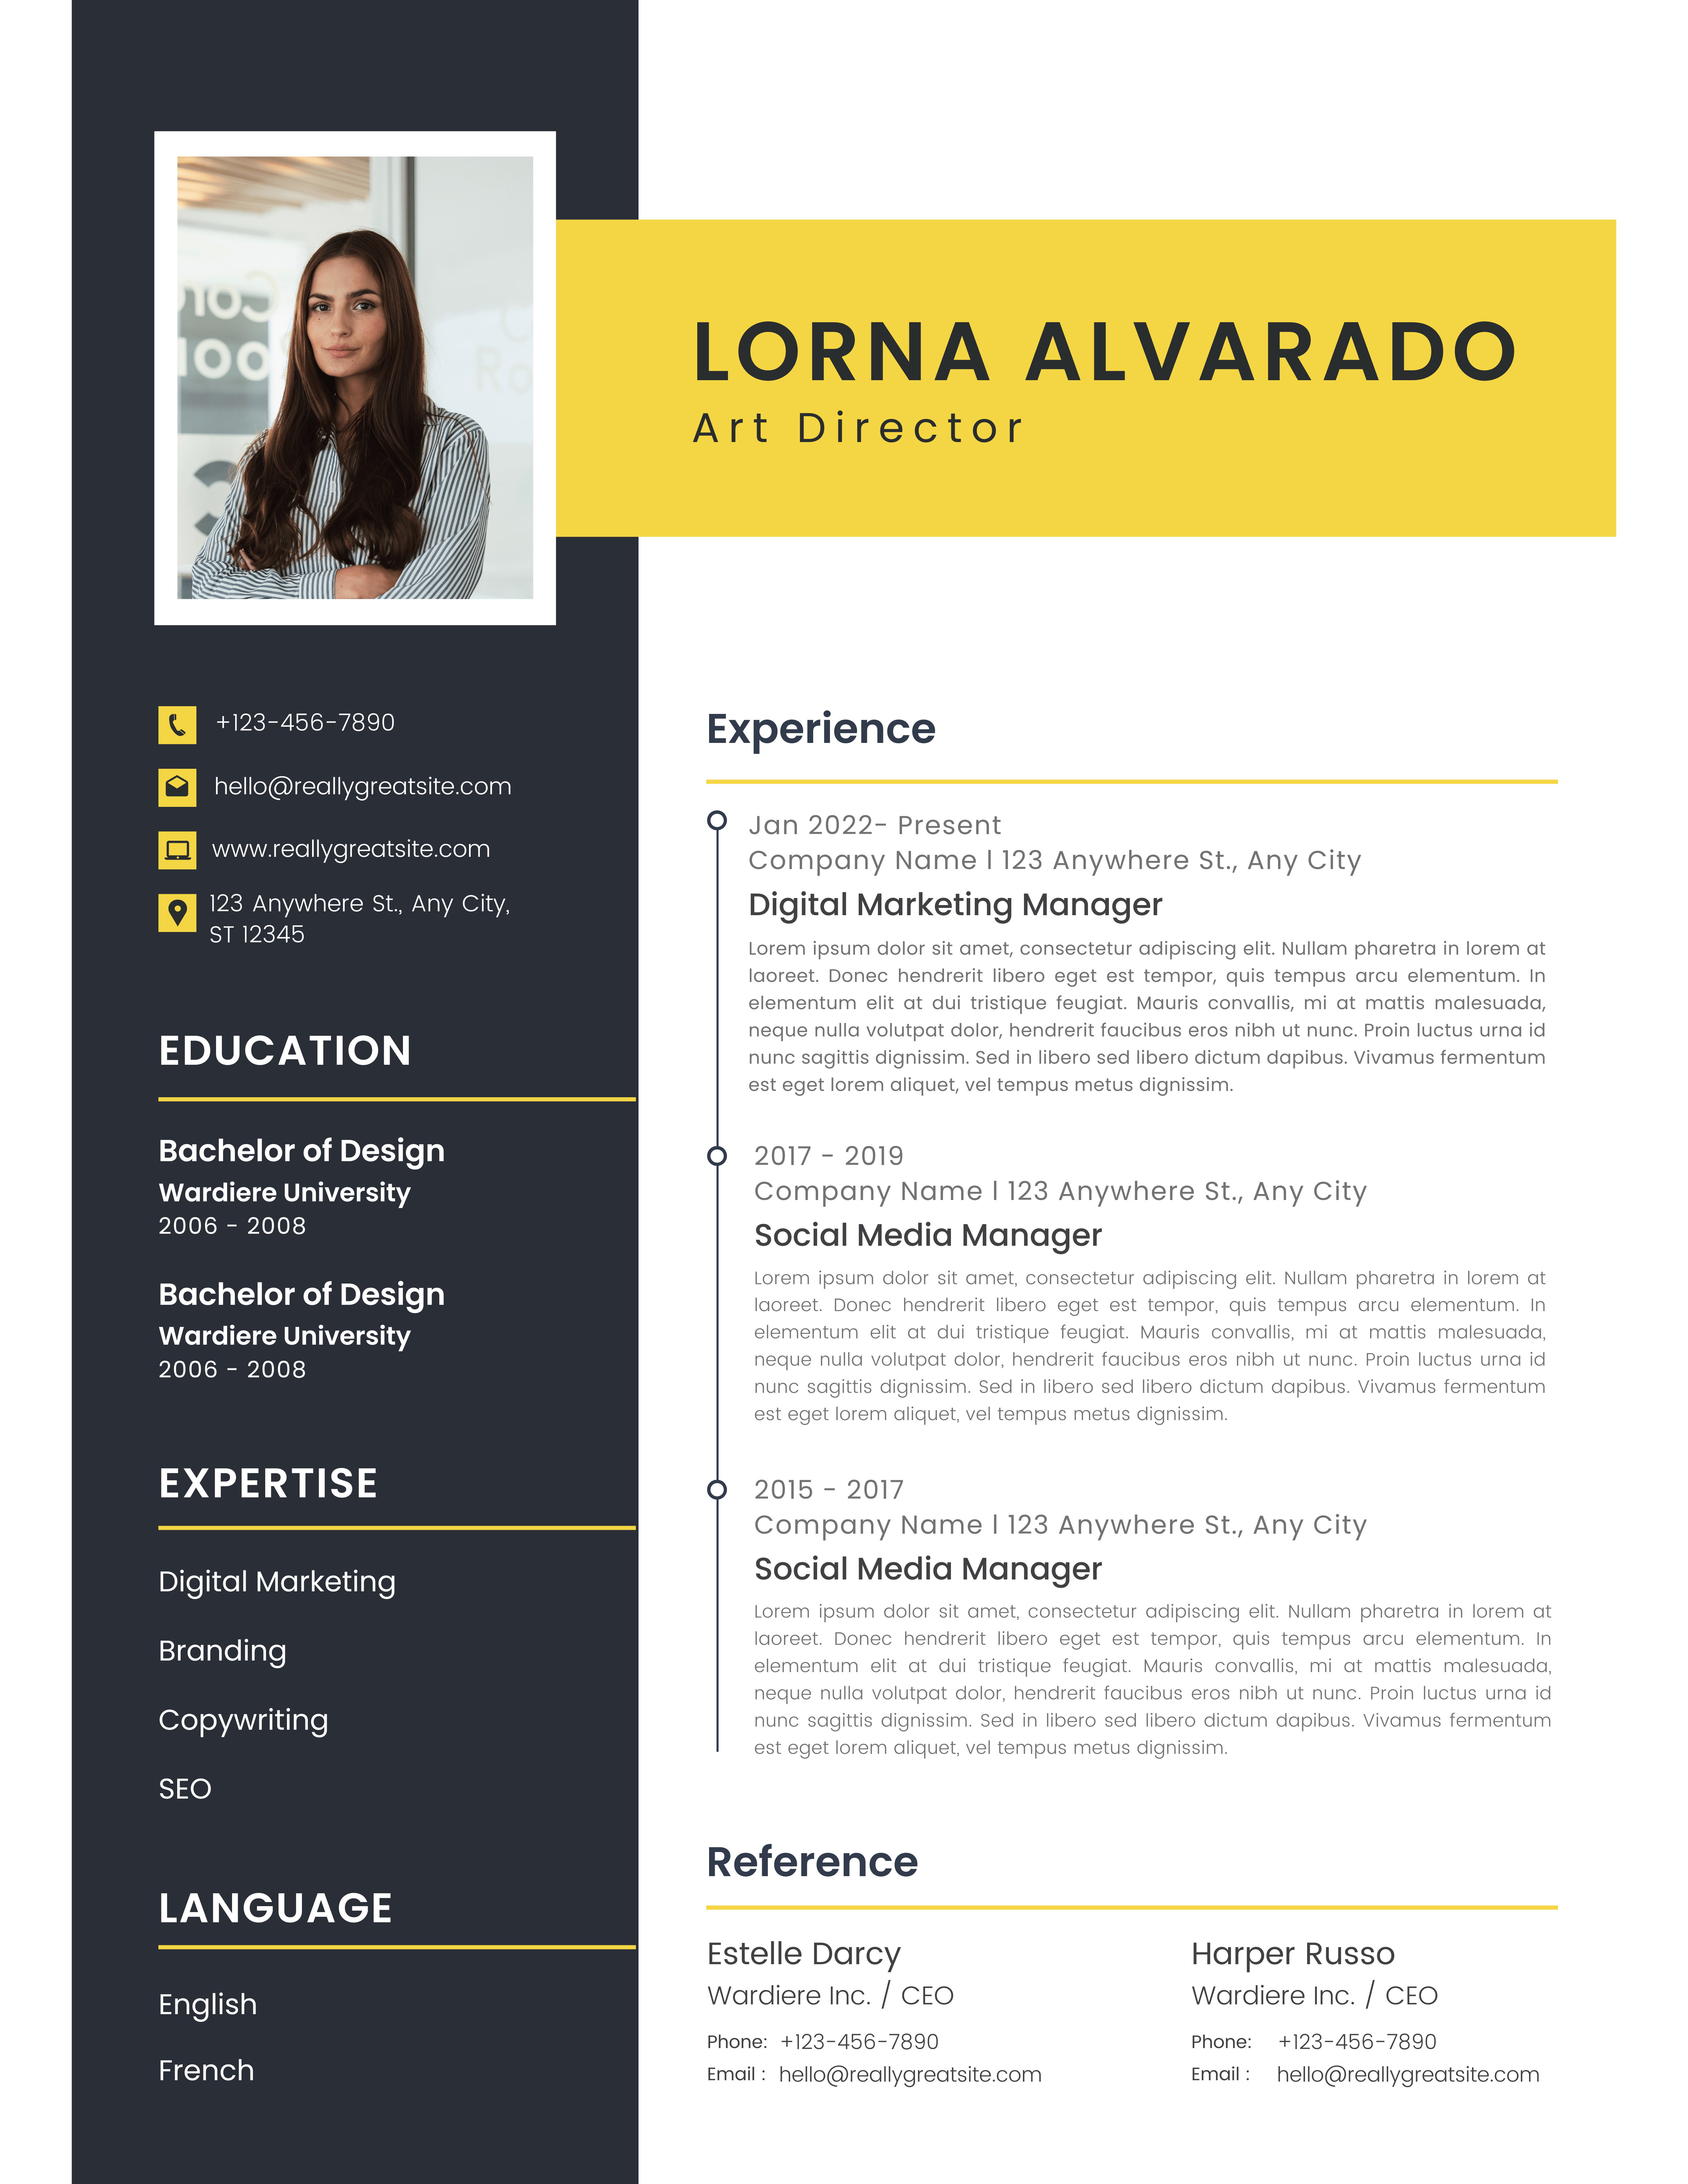 LORNA ALVARADO
Art Director
+123-456-7890
hello@reallygreatsite.com
www.reallygreatsite.com
123 Anywhere St., Any City,
ST 12345
EDUCATION
Bachelor of Design
Wardiere University
2006 - 2008
Bachelor of Design
Wardiere University
2006 - 2008
EXPERTISE
Digital Marketing
Branding
Copywriting
SEO
LANGUAGE
English
French
Experience
Jan 2022- Present
Company Name l 123 Anywhere St., Any City
Digital Marketing Manager
Lorem ipsum dolor sit amet, consectetur adipiscing elit. Nullam pharetra in lorem at
laoreet. Donec hendrerit libero eget est tempor, quis tempus arcu elementum. In
elementum elit at dui tristique feugiat. Mauris convallis, mi at mattis malesuada,
neque nulla volutpat dolor, hendrerit faucibus eros nibh ut nunc. Proin luctus urna id
nunc sagittis dignissim. Sed in libero sed libero dictum dapibus. Vivamus fermentum
est eget lorem aliquet, vel tempus metus dignissim.
2017 - 2019
Company Name l 123 Anywhere St., Any City
Social Media Manager
Lorem ipsum dolor sit amet, consectetur adipiscing elit. Nullam pharetra in lorem at
laoreet. Donec hendrerit libero eget est tempor, quis tempus arcu elementum. In
elementum elit at dui tristique feugiat. Mauris convallis, mi at mattis malesuada,
neque nulla volutpat dolor, hendrerit faucibus eros nibh ut nunc. Proin luctus urna id
nunc sagittis dignissim. Sed in libero sed libero dictum dapibus. Vivamus fermentum
est eget lorem aliquet, vel tempus metus dignissim.
2015 - 2017
Company Name l 123 Anywhere St., Any City
Social Media Manager
Lorem ipsum dolor sit amet, consectetur adipiscing elit. Nullam pharetra in lorem at
laoreet. Donec hendrerit libero eget est tempor, quis tempus arcu elementum. In
elementum elit at dui tristique feugiat. Mauris convallis, mi at mattis malesuada,
neque nulla volutpat dolor, hendrerit faucibus eros nibh ut nunc. Proin luctus urna id
nunc sagittis dignissim. Sed in libero sed libero dictum dapibus. Vivamus fermentum
est eget lorem aliquet, vel tempus metus dignissim.
Reference
Estelle Darcy
Wardiere Inc. / CEO
Phone: +123-456-7890
Email : hello@reallygreatsite.com
Harper Russo
Wardiere Inc. / CEO
Phone: +123-456-7890
Email : hello@reallygreatsite.com